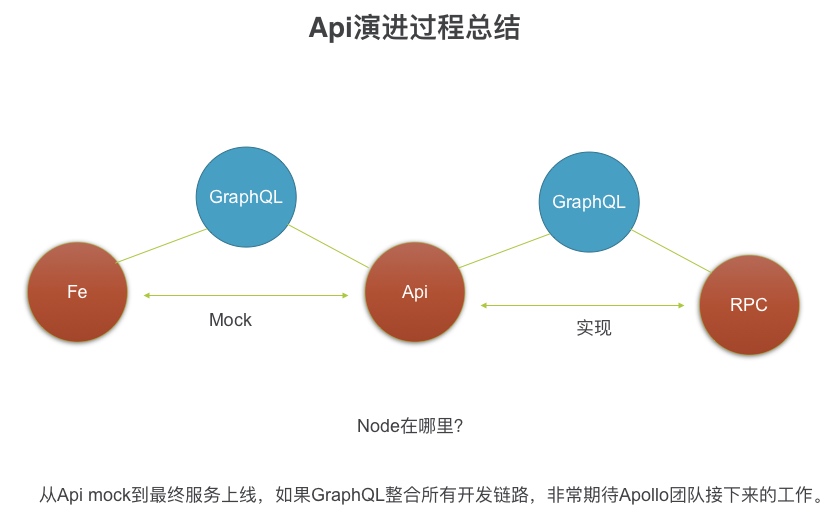 Api演进过程总结
GraphQL
GraphQL
Fe
Api
RPC
Mock
实现
Node在哪里?
从Api mock到最终服务上线，如果GraphQL整合所有开发链路，非常期待Apollo团队接下来的工作。